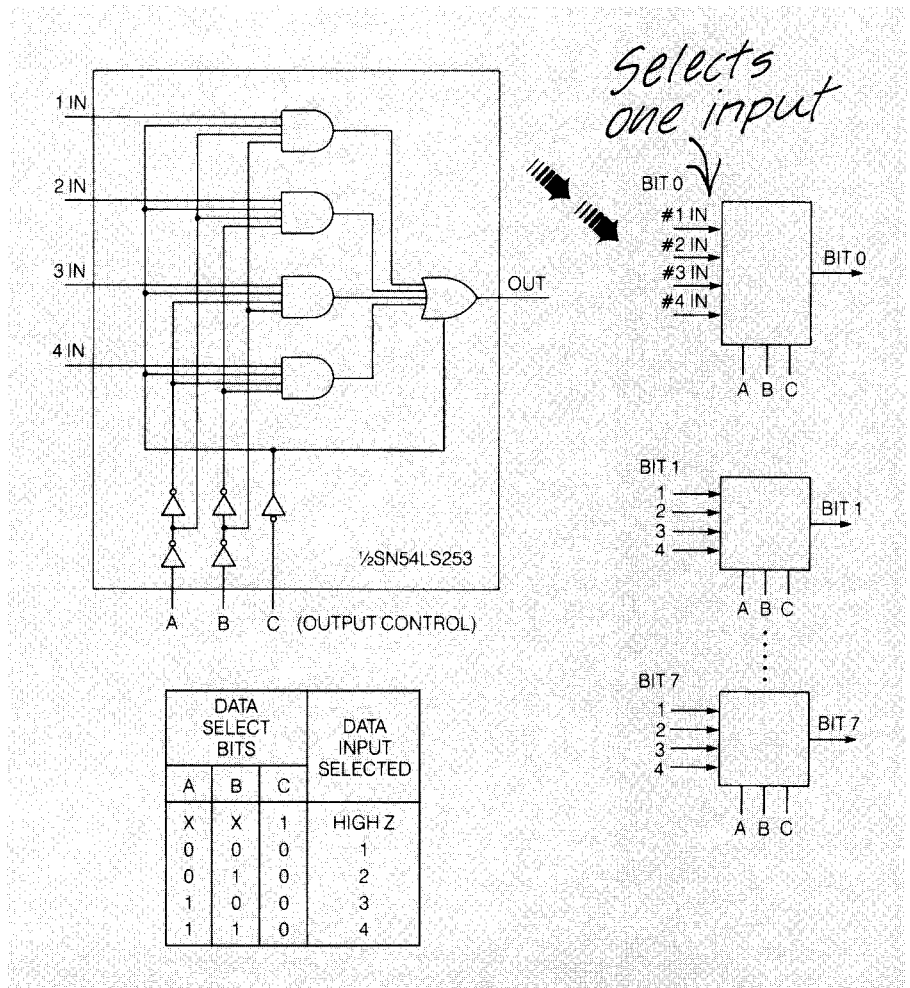 Selects
one input
1 IN
2 IN
3 IN
4 IN
OUT
½SN54LS253
A B C (OUTPUT CONTROL)
BIT 0
#1 IN
#2 IN
#3 IN
#4 IN
BIT 0
A B C
BIT 1
1
2
3
4
BIT 1
A B C
BIT 7
1
2
3
4
BIT 7
A B C
DATA
SELECT
BITS
DATA
INPUT
SELECTED
A B C
X X 1 HIGH Z
0 0 0 1
0 1 0 2
1 0 0 3
1 1 0 4